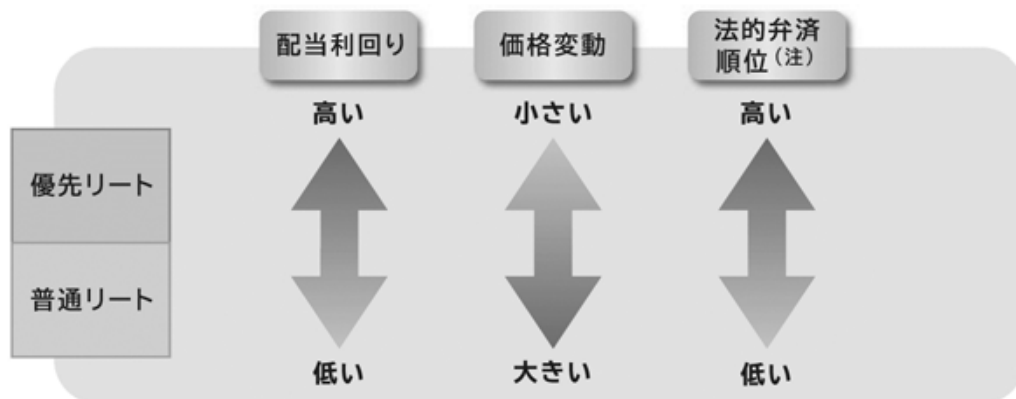 配当利回り
価格変動
法的弁済
順位(注)
高い
小さい
高い
優先リート
普通リート
低い
大きい
低い